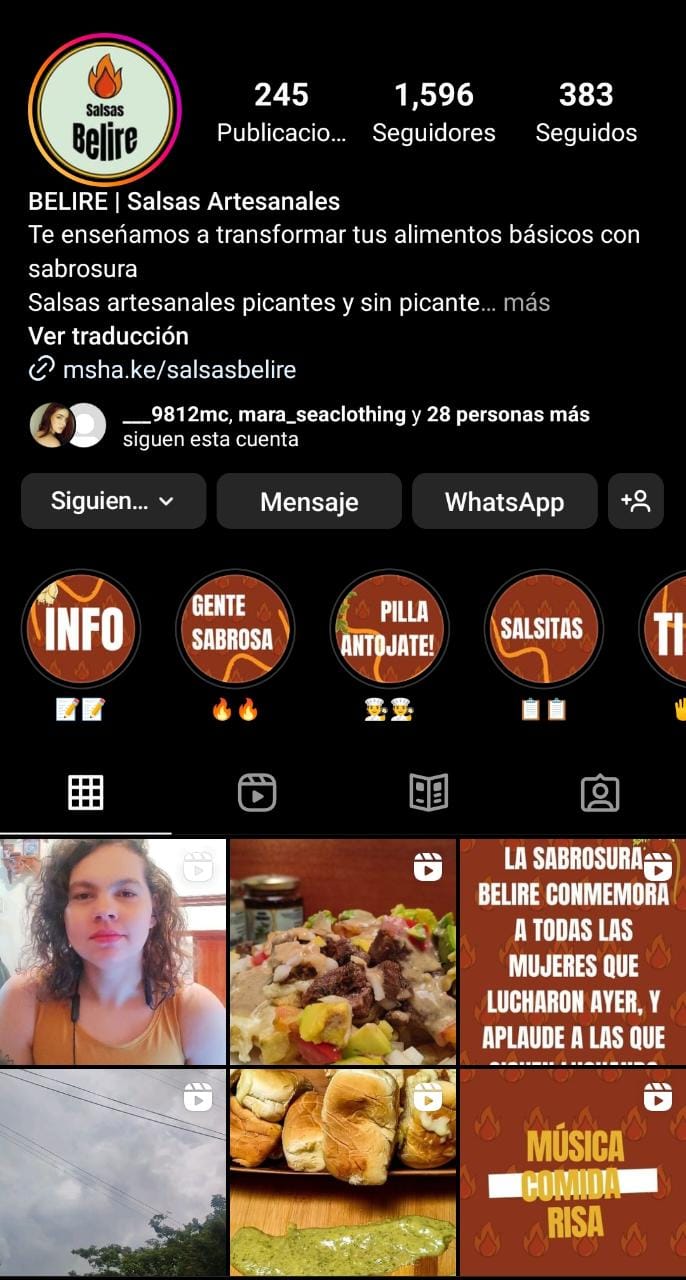 Salsas
Belire
245
1,596
383
Publicacio...
Seguidores
Seguidos
BELIRE | Salsas Artesanales
Te enseńamos a transformar tus alimentos básicos con
sabrosura
Salsas artesanales picantes y sin picante... más
Ver traducción
msha.ke/salsasbelire
___9812mc, mara_seaclothing y 28 personas más
siguen esta cuenta
Siguien...
Mensaje
WhatsApp
INFO
GENTE
SABROSA
PILLA
ANTOJATE!
SALSITAS
TI
LA SABROSURA
BELIRE CONMEMORA
A TODAS LAS
MUJERES QUE
LUCHARON AYER, Y
APLAUDE A LAS QUE
MÚSICA
COMIDA
RISA